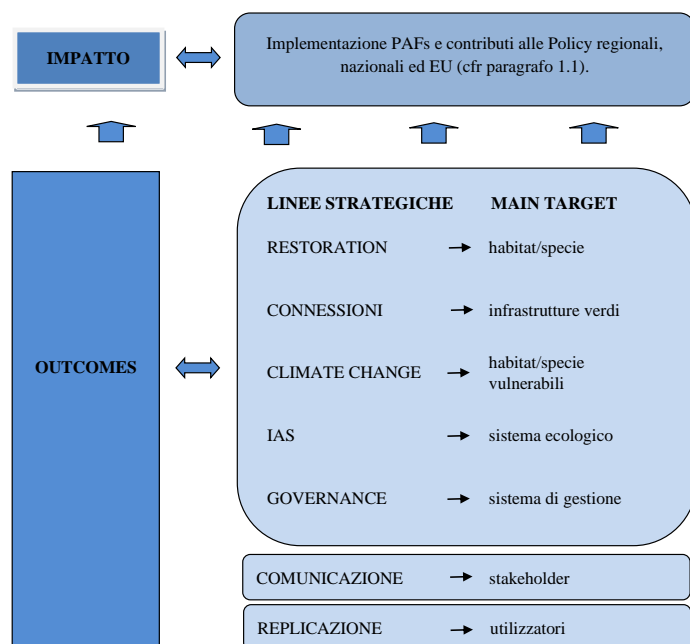 IMPATTO
Implementazione PAFs e contributi alle Policy regionali,
nazionali ed EU (cfr paragrafo 1.1).
OUTCOMES
LINEE STRATEGICHE MAIN TARGET
RESTORATION habitat/specie
CONNESSIONI infrastrutture verdi
CLIMATE CHANGE habitat/specie
vulnerabili
IAS sistema ecologico
GOVERNANCE sistema di gestione
COMUNICAZIONE stakeholder
REPLICAZIONE utilizzatori